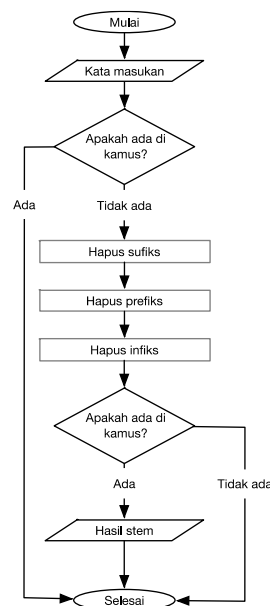 Mulai
Kata masukan
Apakah ada di
kamus?
Ada
Tidak ada
Hapus sufiks
Hapus prefiks
Hapus infiks
Apakah ada di
kamus?
Ada
Tidak ada
Hasil stem
Selesai